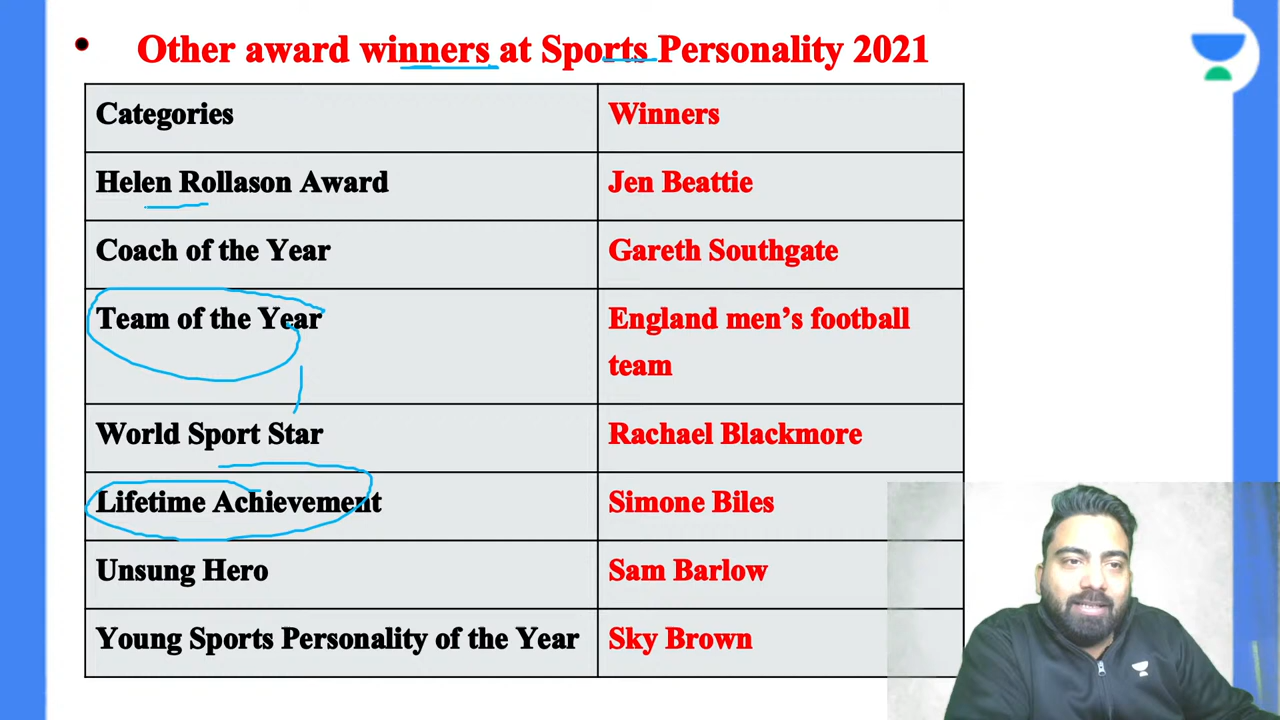 Other award winners at Sports Personality 2021
Categories
Winners
Helen Rollason Award
Jen Beattie
Coach of the Year
Gareth Southgate
Team of the Year
England men's football
team
World Sport Star
Rachael Blackmore
Lifetime Achievement
Simone Biles
Unsung Hero
Sam Barlow
Young Sports Personality of the Year
Sky Brown